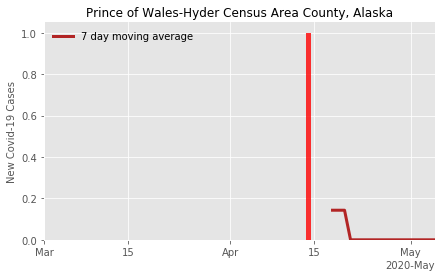 Prince of Wales-Hyder Census Area County, Alaska
7 day moving average
New Covid-19 Cases
1.0
0.8
0.6
0.4
0.2
0.0
Mar
15
Apr
15
May
2020-May